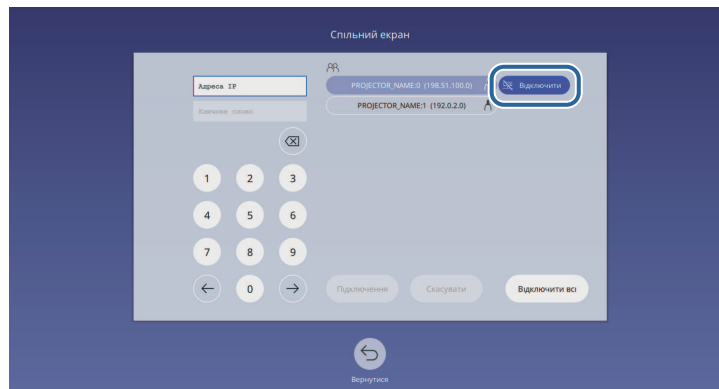 Спільний екран
Адреса IP
PROJECTOR_NAME:0 (198.51.100.0)
Відключити
Ключове слово
PROJECTOR_NAME:1 (192.0.2.0)
1 2 3
4 5 6
7 8 9
0
Підключення
Скасувати
Відключити всі
Вернутися